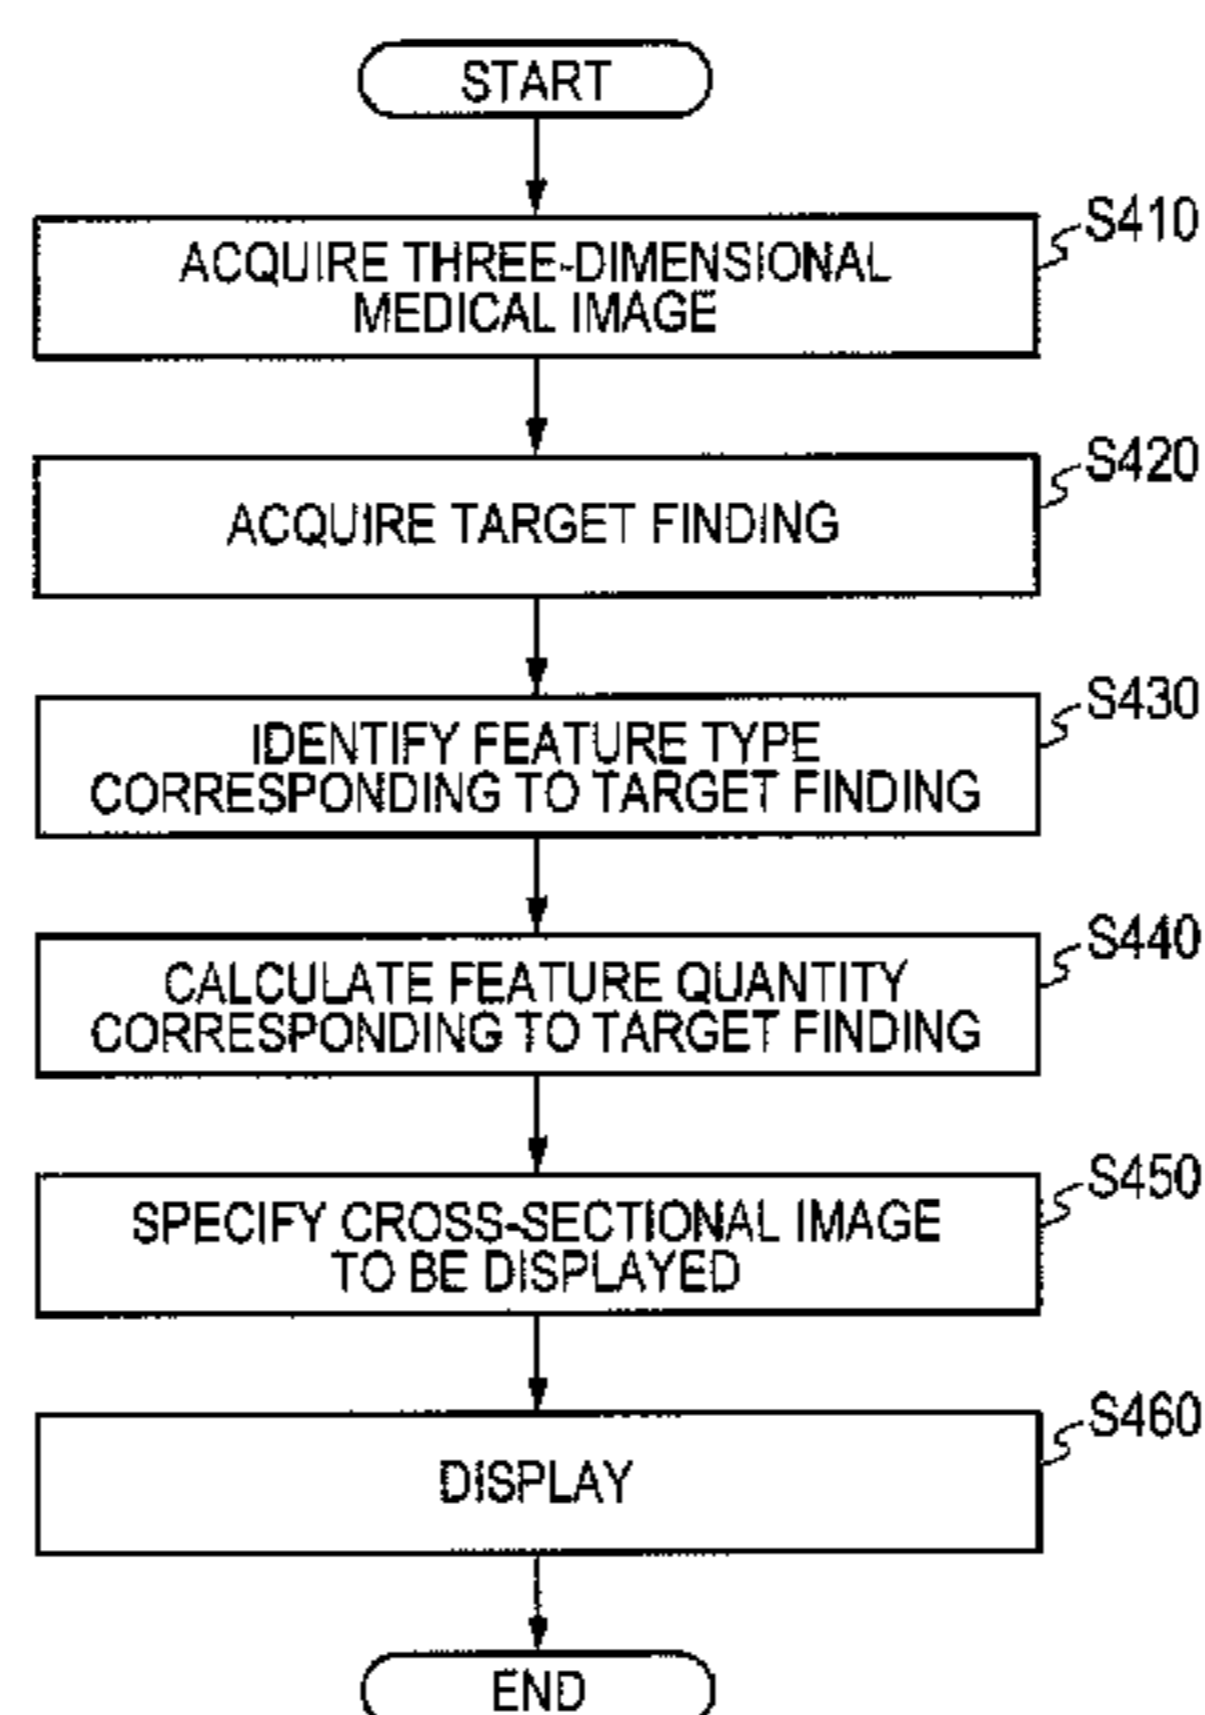 START
S410
ACQUIRE THREE-DIMENSIONAL
MEDICAL IMAGE
S420
ACQUIRE TARGET FINDING
S430
IDENTIFY FEATURE TYPE
CORRESPONDING TO TARGET FINDING
S440
CALCULATE FEATURE QUANTITY
CORRESPONDING TO TARGET FINDING
S450
SPECIFY CROSS-SECTIONAL IMAGE
TO BE DISPLAYED
S460
DISPLAY
END